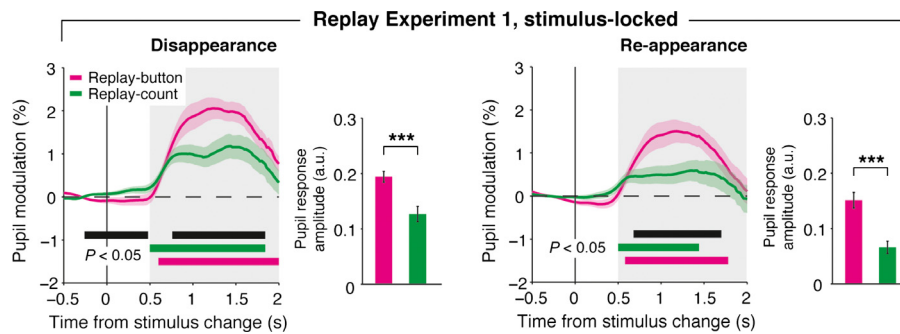 Replay Experiment 1, stimulus-locked
Disappearance
Re-appearance
Pupil modulation (%)
3
2
1
0
−1
−2
Replay-button
Replay-count
P < 0.05
−0.5
0
0.5
1
1.5
2
Time from stimulus change (s)
Pupil response
amplitude (a.u.)
0.3
0.2
0.1
0
***
Pupil modulation (%)
3
2
1
0
−1
−2
P < 0.05
−0.5
0
0.5
1
1.5
2
Time from stimulus change (s)
Pupil response
amplitude (a.u.)
0.3
0.2
0.1
0
***